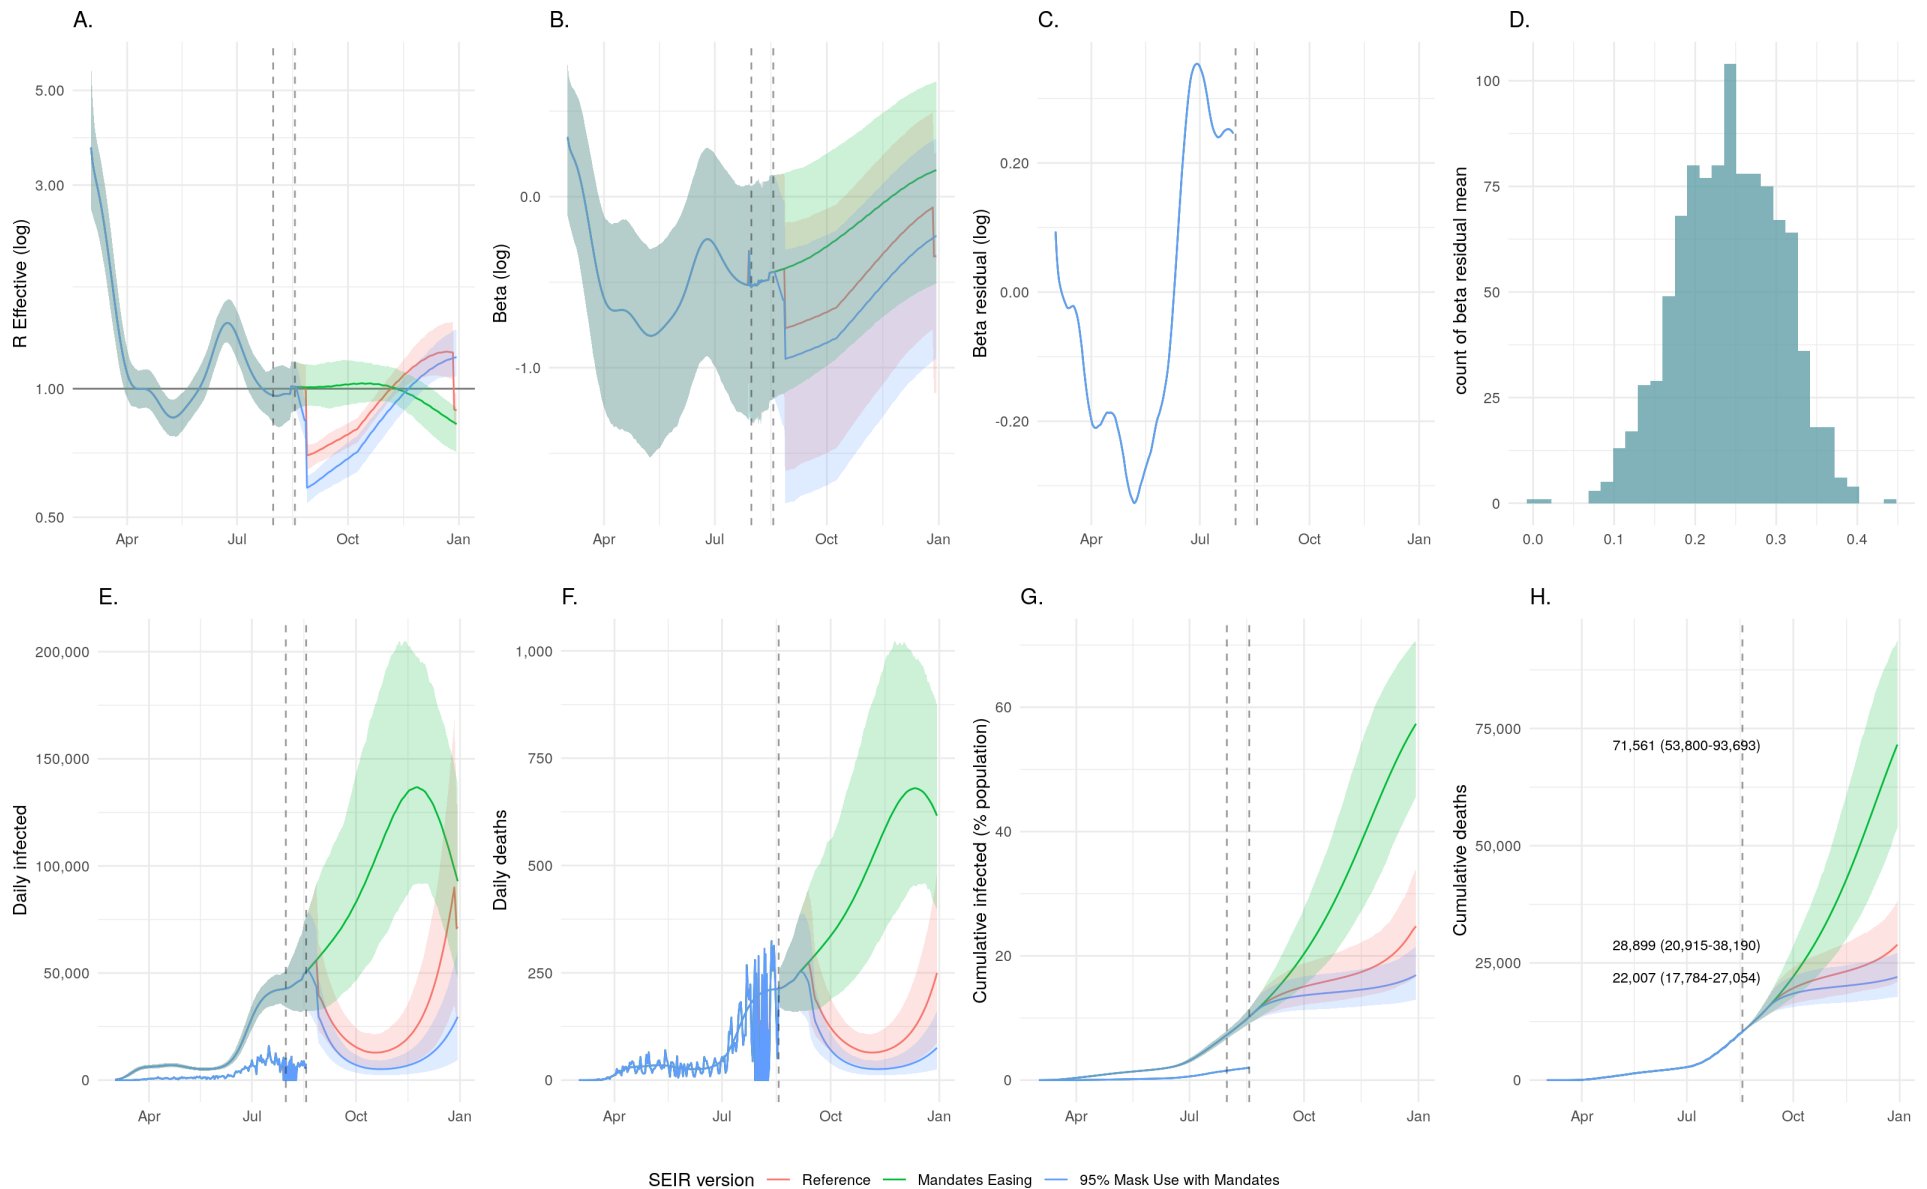 A.
B.
C.
D.
R Effective (log)
5.00
3.00
1.00
0.50
Apr
Jul
Oct
Jan
Beta (log)
0.0
-1.0
Apr
Jul
Oct
Jan
Beta residual (log)
0.20
0.00
-0.20
Apr
Jul
Oct
Jan
count of beta residual mean
100
75
50
25
0
0.0
0.1
0.2
0.3
0.4
E.
F.
G.
H.
Daily infected
200,000
150,000
100,000
50,000
0
Apr
Jul
Oct
Jan
Daily deaths
1,000
750
500
250
0
Apr
Jul
Oct
Jan
Cumulative infected (% population)
60
40
20
0
Apr
Jul
Oct
Jan
Cumulative deaths
75,000
50,000
25,000
0
71,561 (53,800-93,693)
28,899 (20,915-38,190)
22,007 (17,784-27,054)
Apr
Jul
Oct
Jan
SEIR version Reference Mandates Easing 95% Mask Use with Mandates